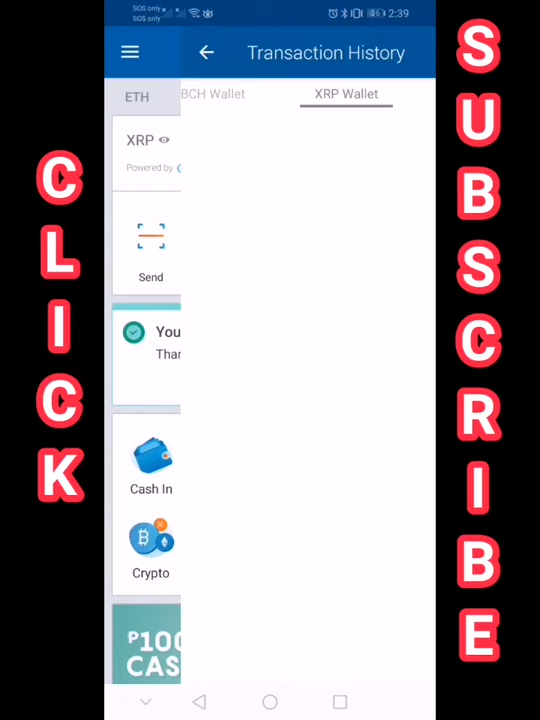 SOS only
SOS only
2:39
Transaction History
ETH
BCH Wallet
XRP Wallet
XRP
Powered by
Send
You
Than
Cash In
Crypto
₱100
CAS
CLICK
SUBSCRIBE